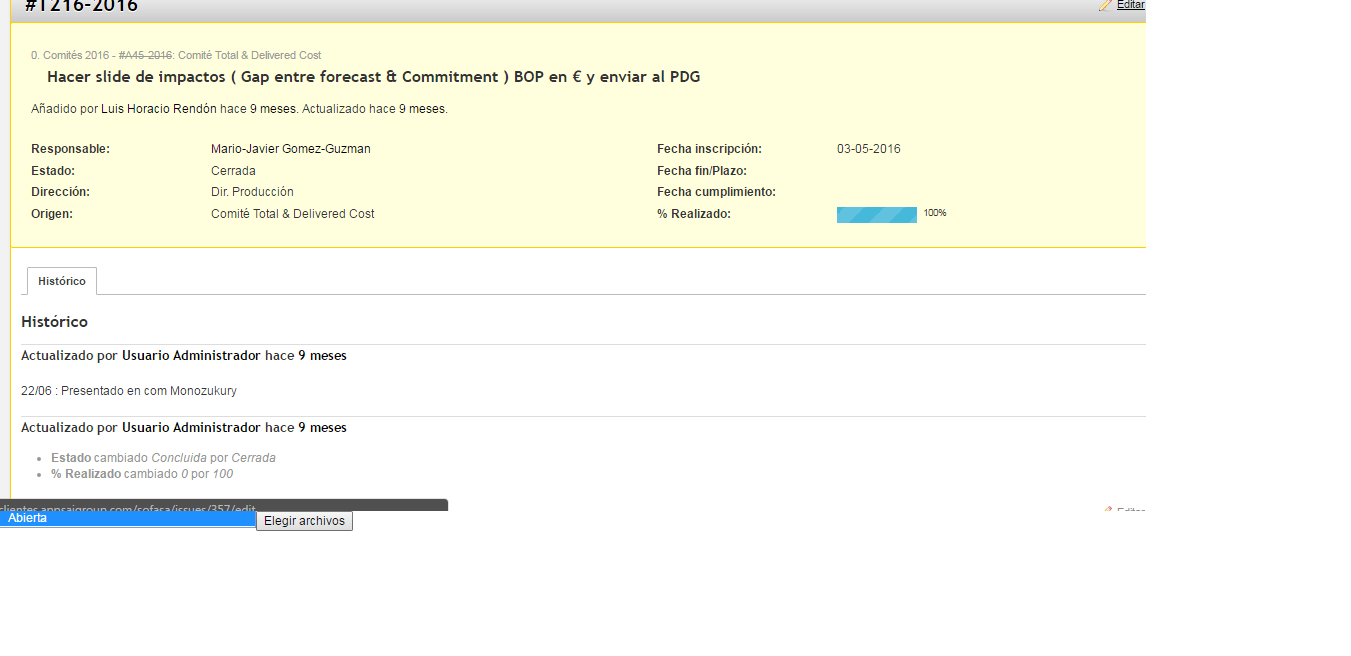 #T216-2016
Editar
0. Comités 2016 - #A45-2016: Comité Total & Delivered Cost
Hacer slide de impactos ( Gap entre forecast & Commitment ) BOP en € y enviar al PDG
Añadido por Luis Horacio Rendón hace 9 meses. Actualizado hace 9 meses.
Responsable: Mario-Javier Gomez-Guzman Fecha inscripción: 03-05-2016
Estado: Cerrada Fecha fin/Plazo:
Dirección: Dir. Producción Fecha cumplimiento:
Origen: Comité Total & Delivered Cost % Realizado: 100%
Histórico
Histórico
Actualizado por Usuario Administrador hace 9 meses
22/06 : Presentado en com Monozukury
Actualizado por Usuario Administrador hace 9 meses
Estado cambiado Concluida por Cerrada
% Realizado cambiado 0 por 100
clientes.appsaigroup.com/sofasa/issues/357/edit
Editar
Abierta
Elegir archivos